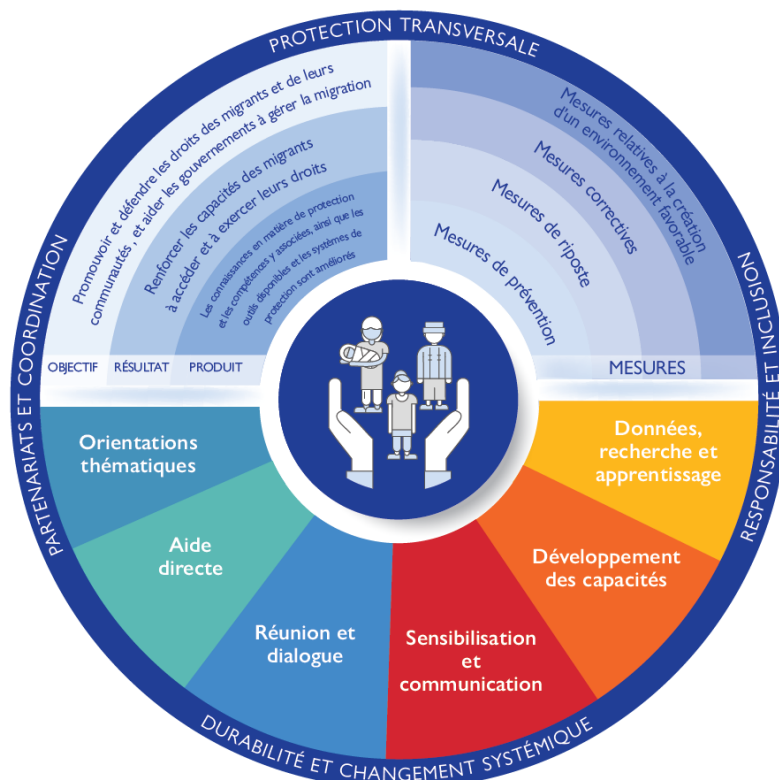 PROTECTION TRANSVERSALE
PARTENARIATS ET COORDINATION
RESPONSABILITÉ ET INCLUSION
DURABILITÉ ET CHANGEMENT SYSTÉMIQUE
Promouvoir et défendre les droits des migrants et de leurs
communautés , et aider les gouvernements à gérer la migration
Renforcer les capacités des migrants
à accéder et à exercer leurs droits
Les connaissances en matière de protection
et les compétences y associées, ainsi que les
outils disponibles et les systèmes de
protection sont améliorés
OBJECTIF
RÉSULTAT
PRODUIT
Mesures relatives à la création
d'un environnement favorable
Mesures correctives
Mesures de riposte
Mesures de prévention
MESURES
Orientations
thématiques
Aide
directe
Réunion et
dialogue
Sensibilisation
et
communication
Développement
des capacités
Données,
recherche et
apprentissage